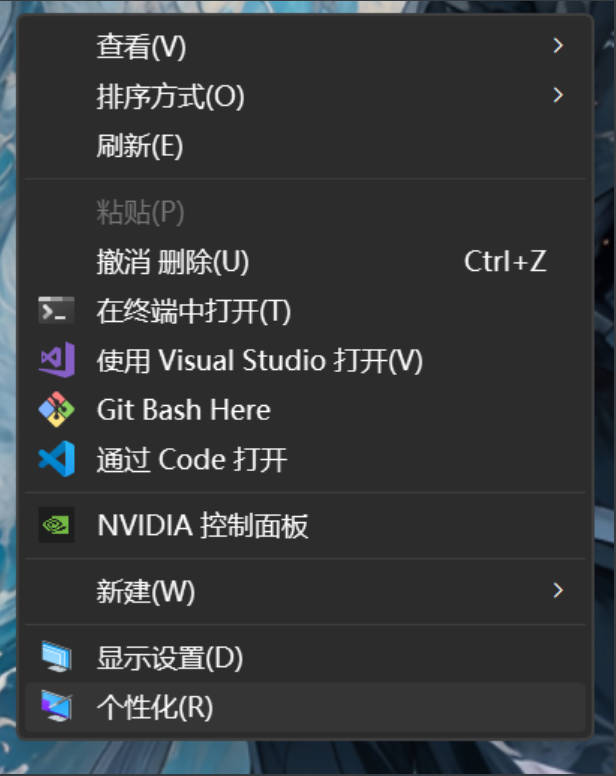 查看(V)
排序方式(O)
刷新(E)
粘贴(P)
撤消 删除(U) Ctrl+Z
在终端中打开(T)
使用 Visual Studio 打开(V)
Git Bash Here
通过 Code 打开
NVIDIA 控制面板
新建(W)
显示设置(D)
个性化(R)